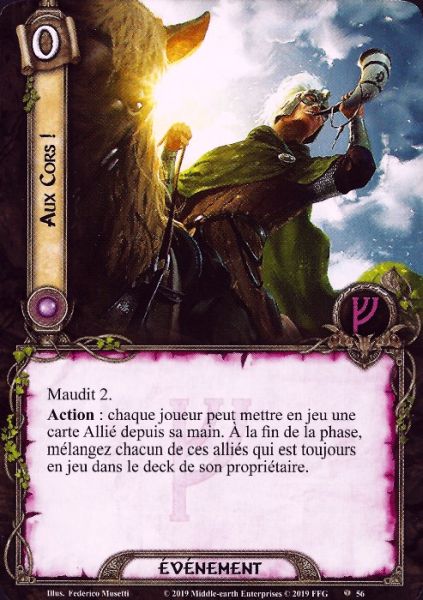 0
Aux Cors !
Maudit 2.
Action : chaque joueur peut mettre en jeu une
carte Allié depuis sa main. À la fin de la phase,
mélangez chacun de ces alliés qui est toujours
en jeu dans le deck de son propriétaire.
ÉVÉNEMENT
Illus. Federico Musetti © 2019 Middle-earth Enterprises © 2019 FFG 56